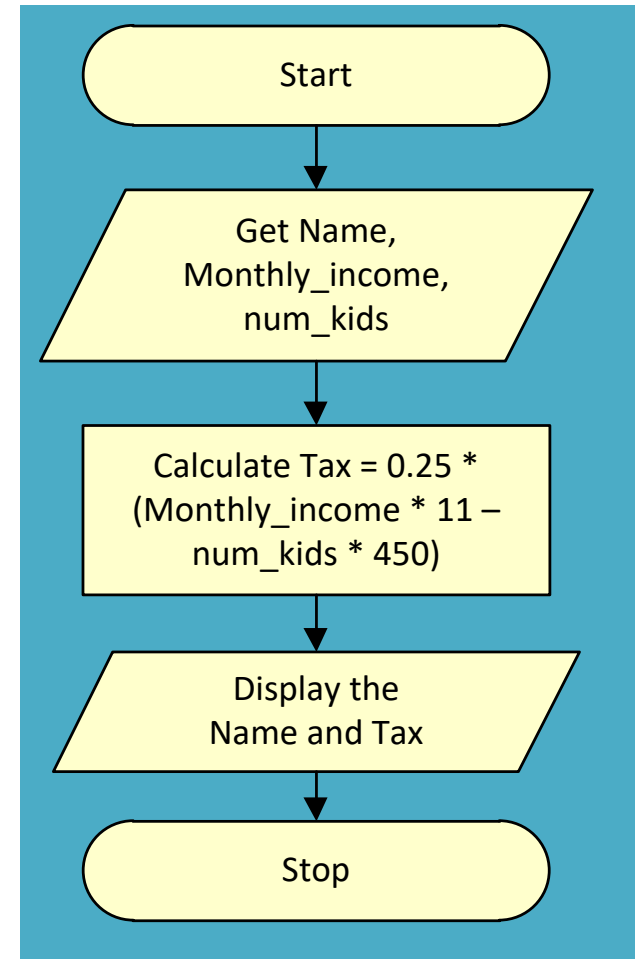 Start
Get Name,
Monthly_income,
num_kids
Calculate Tax = 0.25 *
(Monthly_income * 11 –
num_kids * 450)
Display the
Name and Tax
Stop